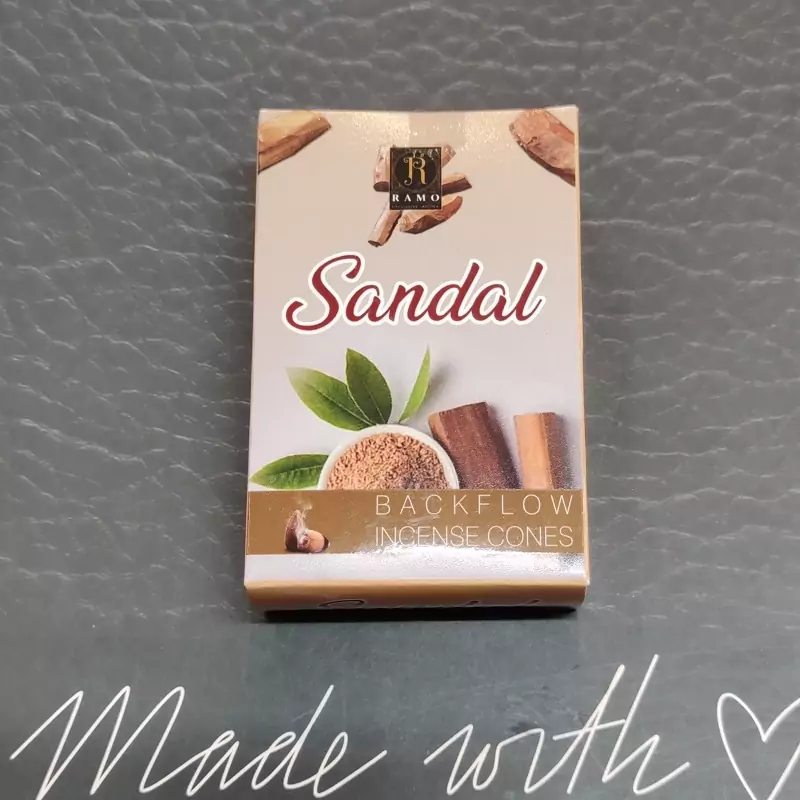 R
RAMO
Sandal
BACKFLOW
INCENSE CONES
Made with